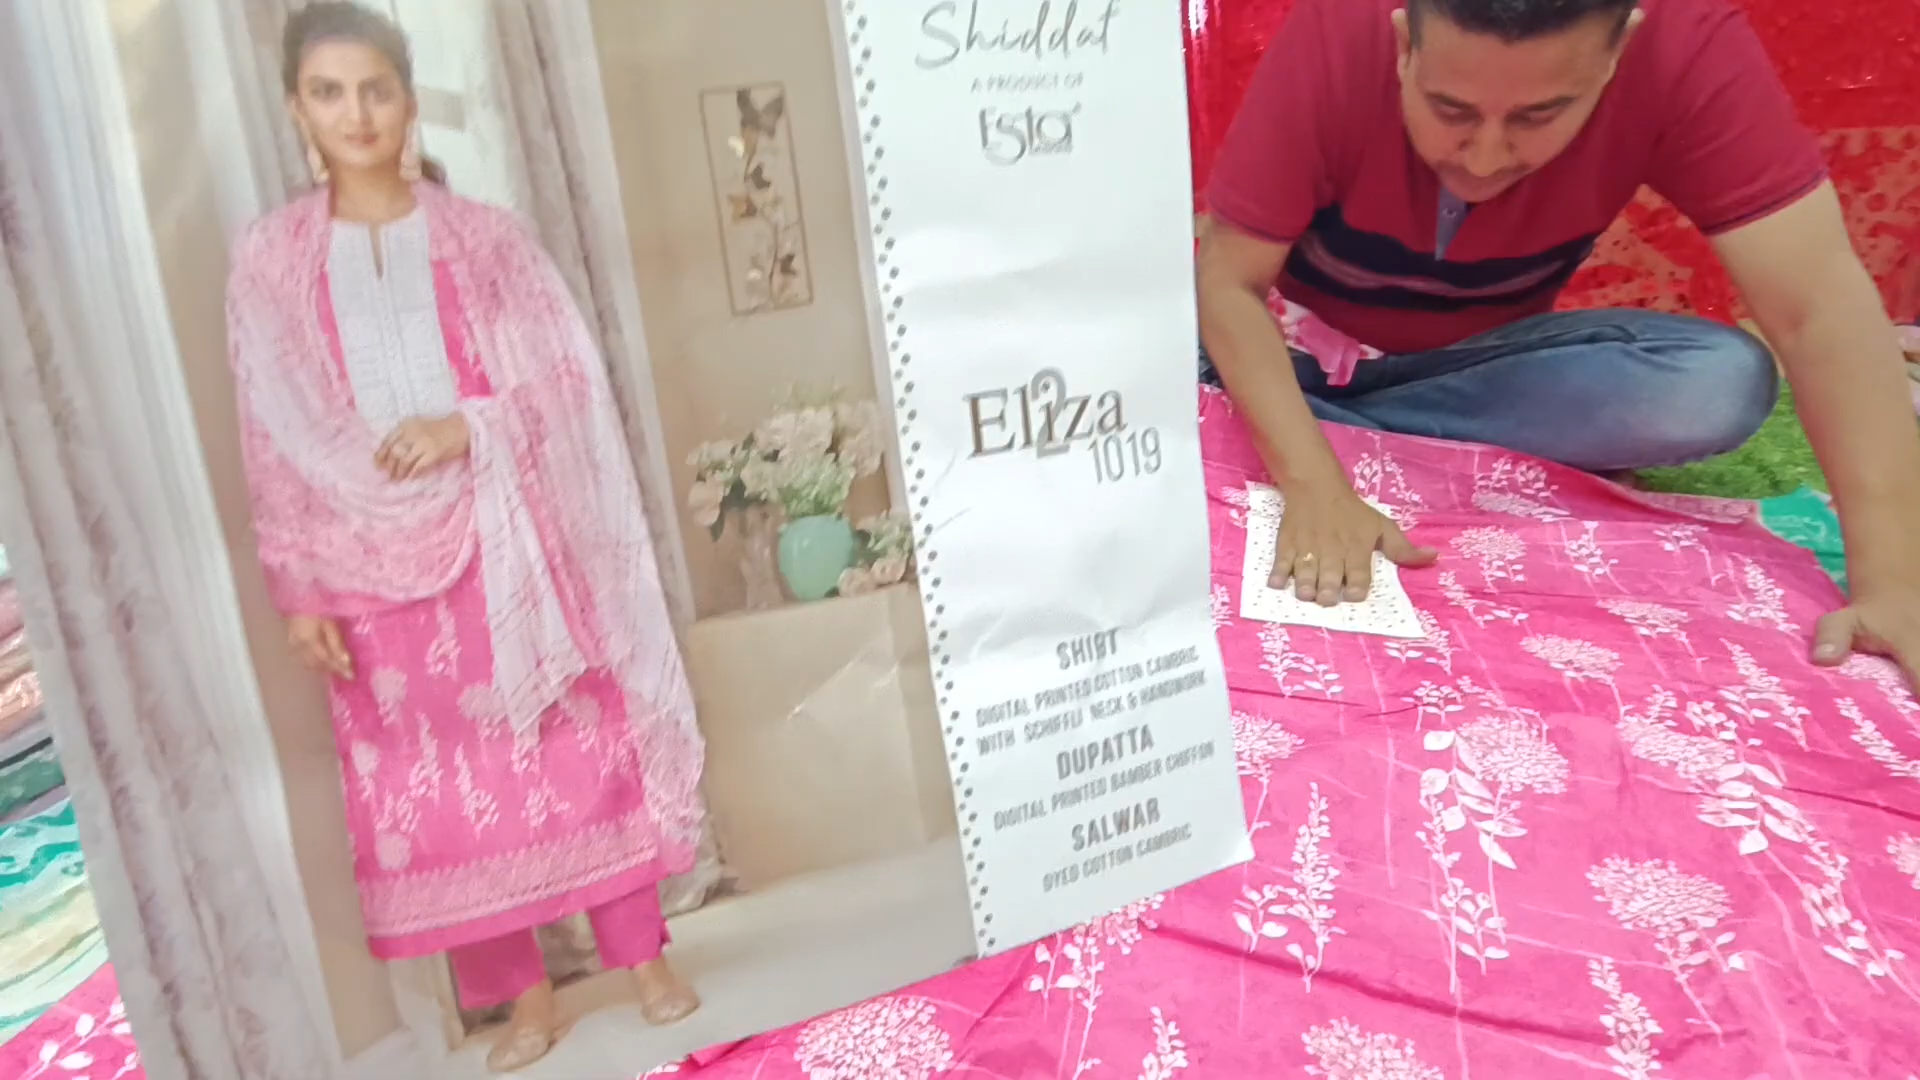 Shiddat
A PRODUCT OF
Esta
Eliza 2
1019
SHIRT
DIGITAL PRINTED COTTON CAMBRIC
WITH SCHIFFLI NECK & HANDWORK
DUPATTA
DIGITAL PRINTED BAMBER CHIFFON
SALWAR
DYED COTTON CAMBRIC